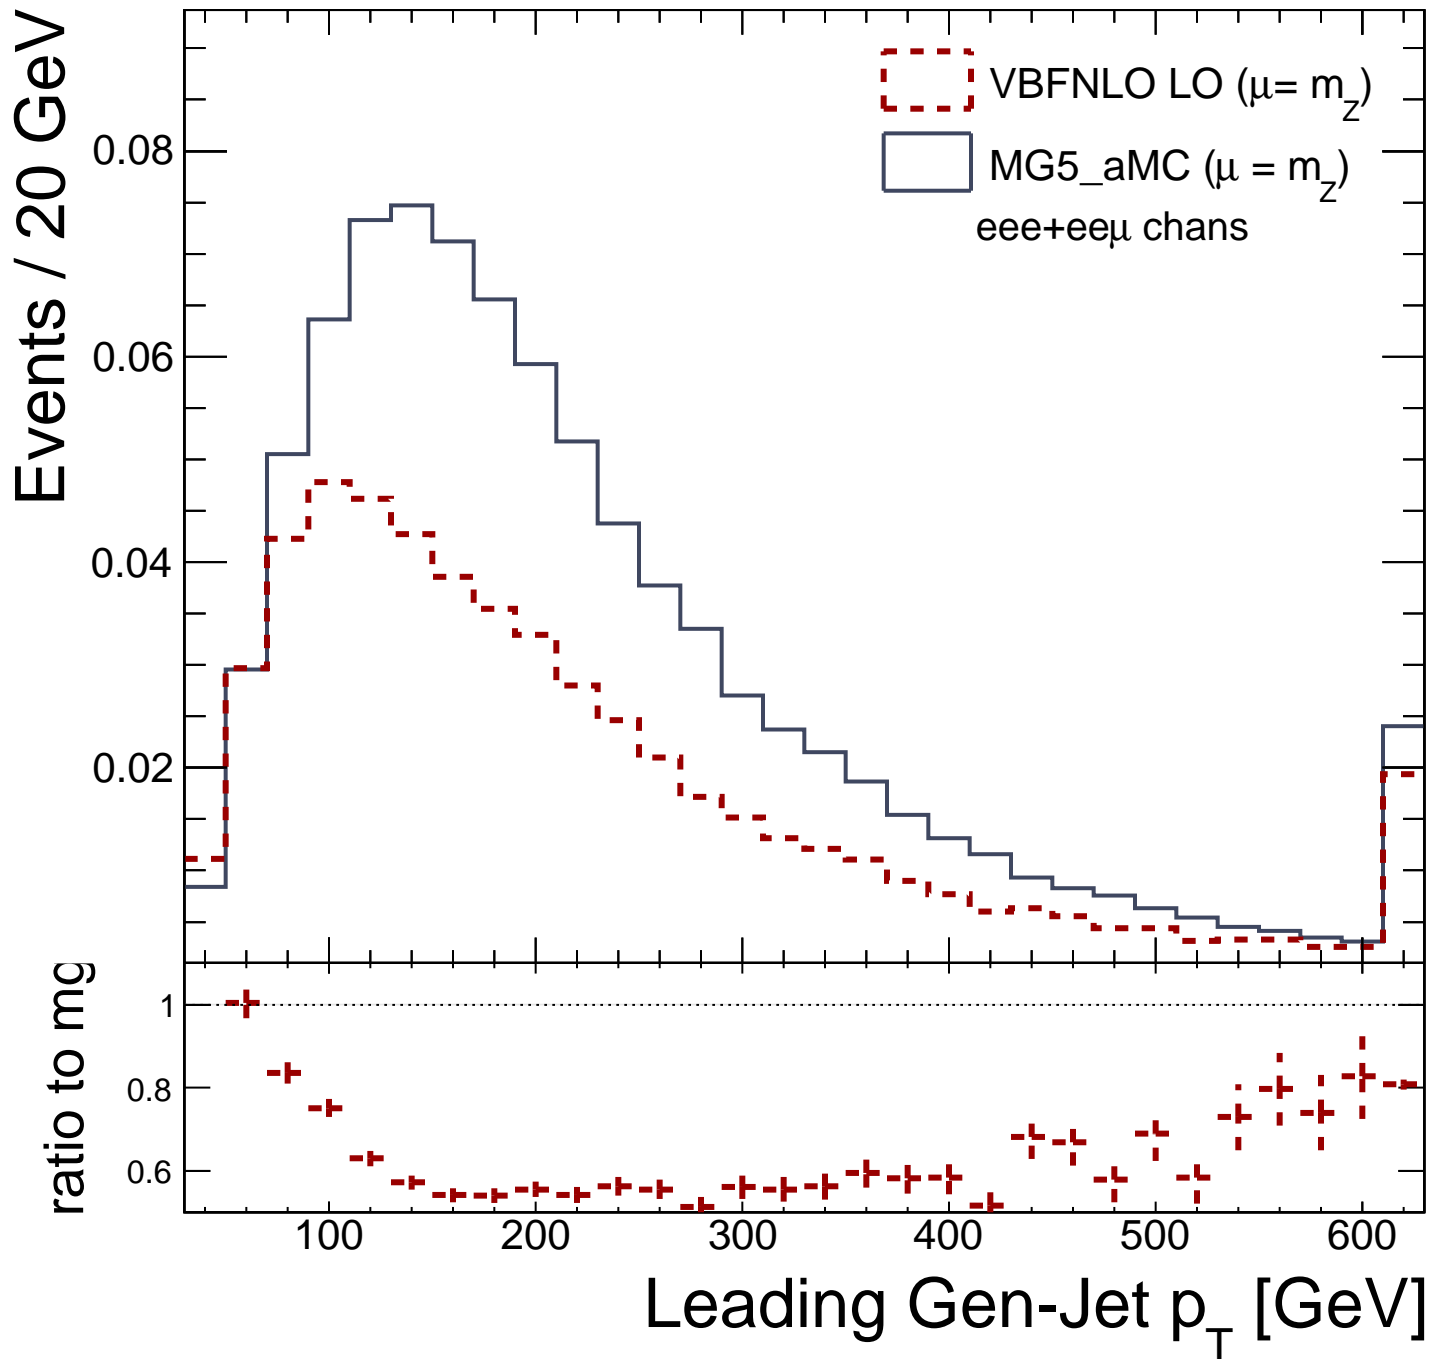 Events / 20 GeV
VBFNLO LO (μ= m_Z)
MG5_aMC (μ = m_Z)
eee+eeμ chans
0.08
0.06
0.04
0.02
ratio to mg
1
0.8
0.6
100 200 300 400 500 600
Leading Gen-Jet p_T [GeV]